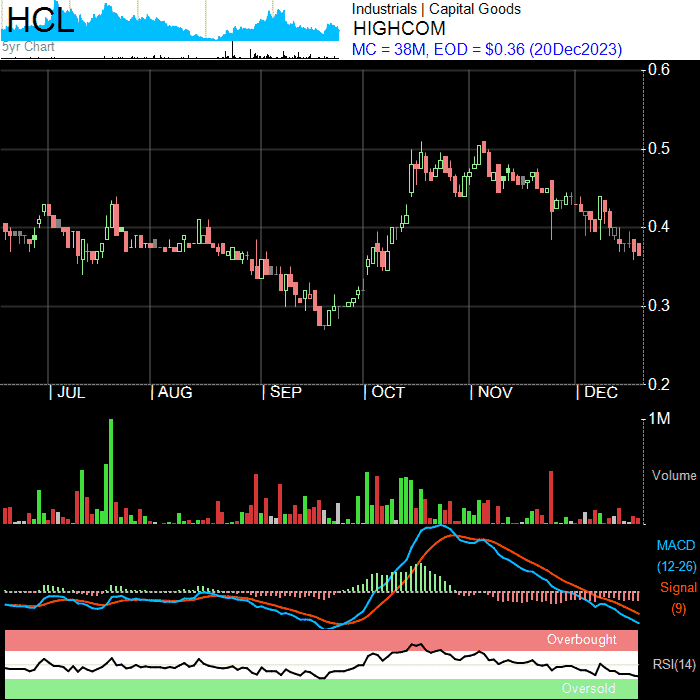 HCL
5yr Chart
Industrials | Capital Goods
HIGHCOM
MC = 38M, EOD = $0.36 (20Dec2023)
0.6
0.5
0.4
0.3
0.2
| JUL | AUG | SEP | OCT | NOV | DEC
1M
Volume
MACD
(12-26)
Signal
(9)
Overbought
RSI(14)
Oversold